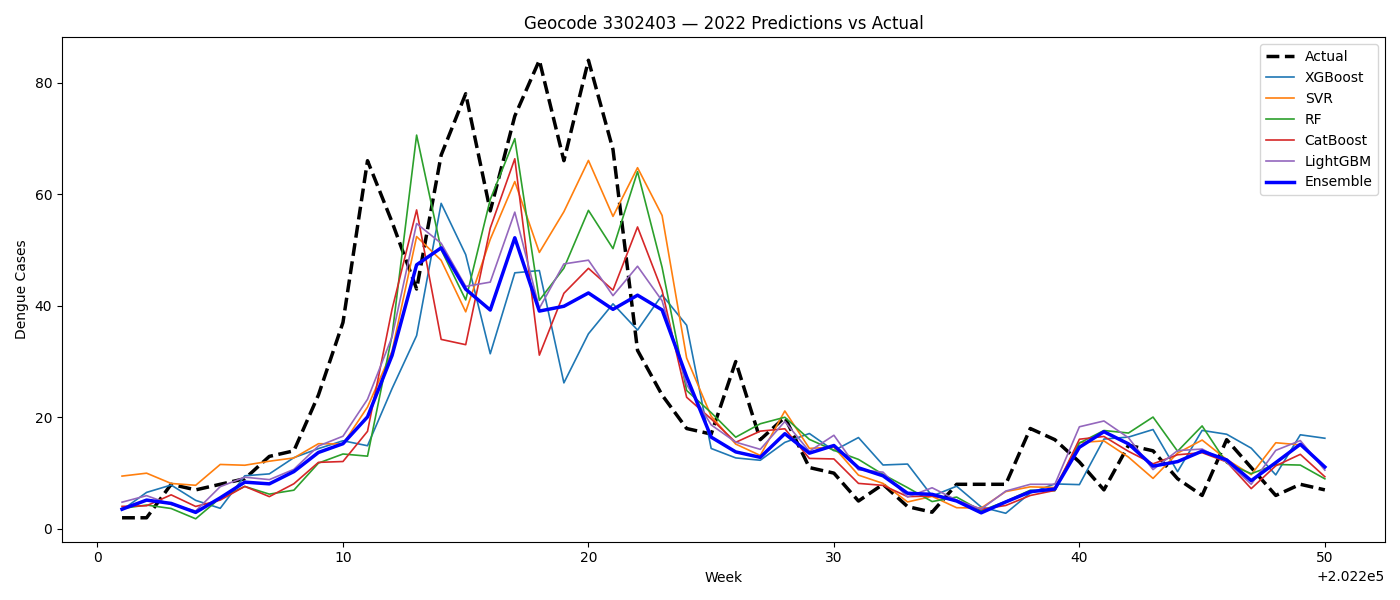 Geocode 3302403 — 2022 Predictions vs Actual
Dengue Cases
80
60
40
20
0
Actual
XGBoost
SVR
RF
CatBoost
LightGBM
Ensemble
0 10 20 30 40 50
Week
+2.022e5